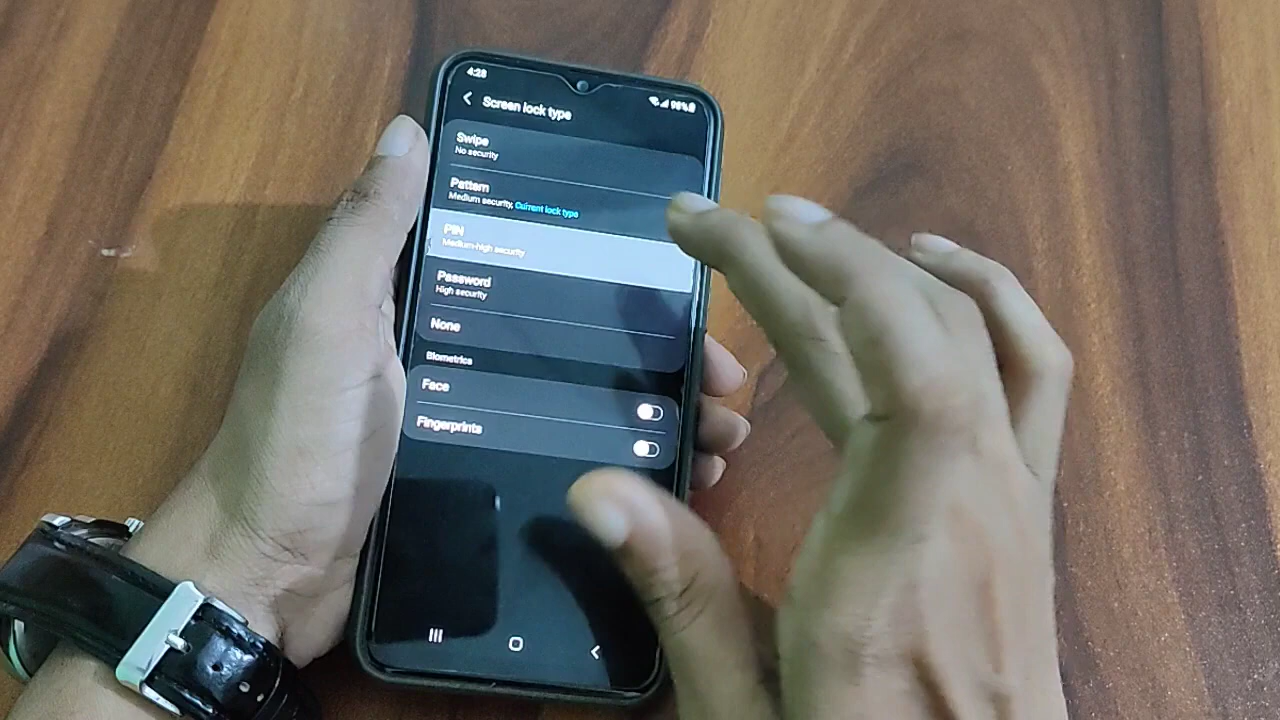 4:28
98%
Screen lock type
Swipe
No security
Pattern
Medium security, Current lock type
PIN
Medium-high security
Password
High security
None
Biometrics
Face
Fingerprints